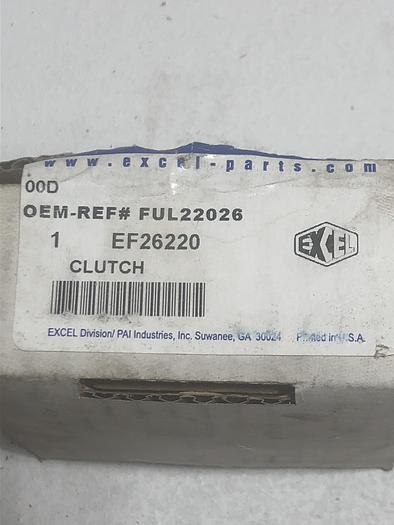 www.excel-parts.com
00D
OEM-REF# FUL22026
1 EF26220
EXCEL
CLUTCH
EXCEL Division/ PAI Industries, Inc. Suwanee, GA 30024 Printed in U.S.A.